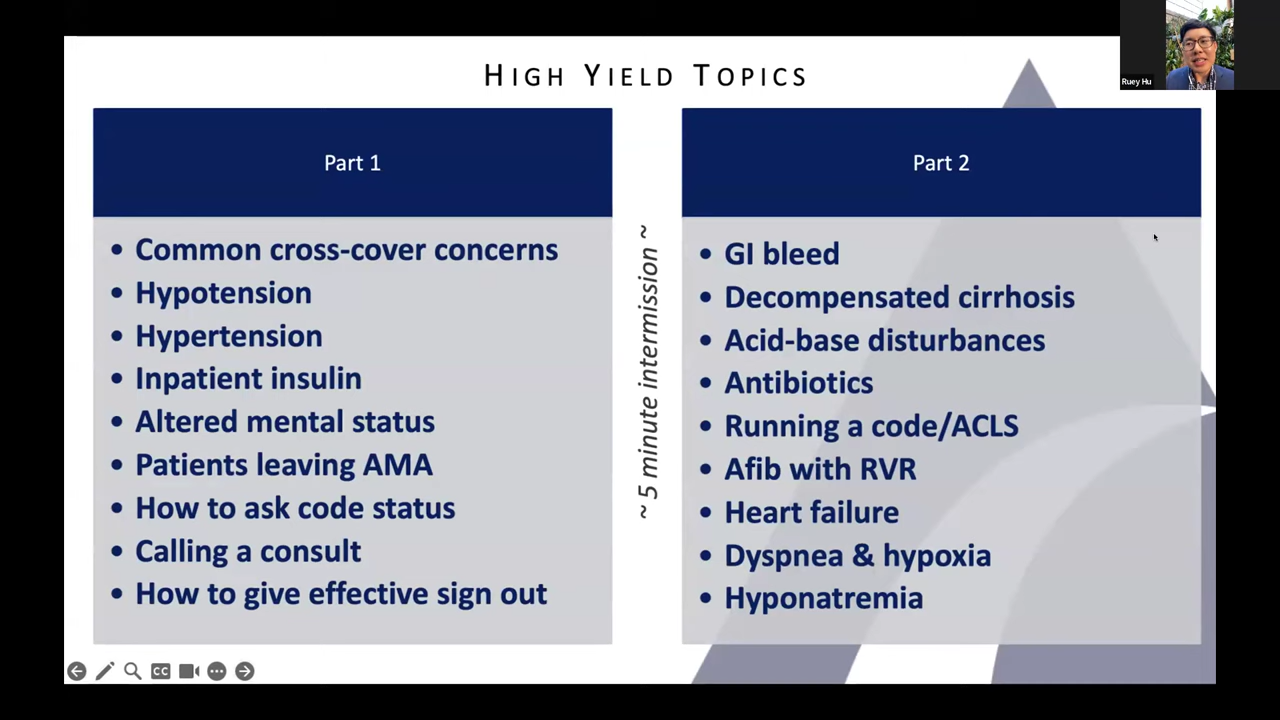 HIGH YIELD TOPICS
Ruey Hu
Part 1
• Common cross-cover concerns
• Hypotension
• Hypertension
• Inpatient insulin
• Altered mental status
• Patients leaving AMA
• How to ask code status
• Calling a consult
• How to give effective sign out
~ 5 minute intermission ~
Part 2
• GI bleed
• Decompensated cirrhosis
• Acid-base disturbances
• Antibiotics
• Running a code/ACLS
• Afib with RVR
• Heart failure
• Dyspnea & hypoxia
• Hyponatremia
CC